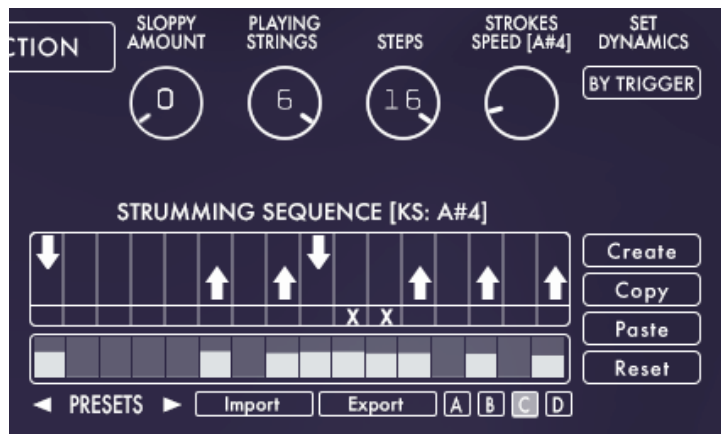 SLOPPY AMOUNT
PLAYING STRINGS
STEPS
STROKES SPEED [A#4]
SET DYNAMICS
CTION
0
6
16
BY TRIGGER
STRUMMING SEQUENCE [KS: A#4]
X X
Create
Copy
Paste
Reset
PRESETS
Import
Export
A B C D